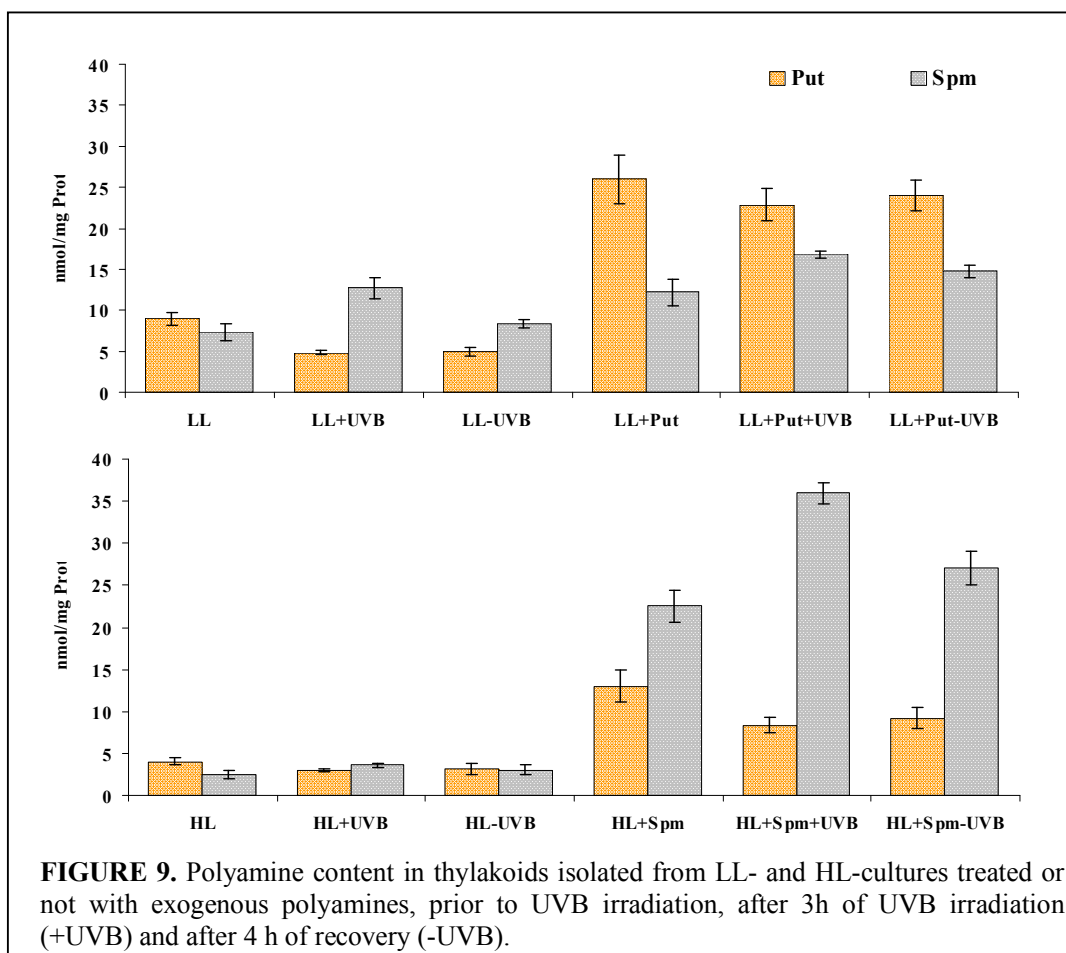 40
35
30
25
20
15
10
5
0
nmol/mg Prot
Put
Spm
LL
LL+UVB
LL-UVB
LL+Put
LL+Put+UVB
LL+Put-UVB
40
35
30
25
20
15
10
5
0
nmol/mg Prot
HL
HL+UVB
HL-UVB
HL+Spm
HL+Spm+UVB
HL+Spm-UVB
FIGURE 9. Polyamine content in thylakoids isolated from LL- and HL-cultures treated or
not with exogenous polyamines, prior to UVB irradiation, after 3h of UVB irradiation
(+UVB) and after 4 h of recovery (-UVB).